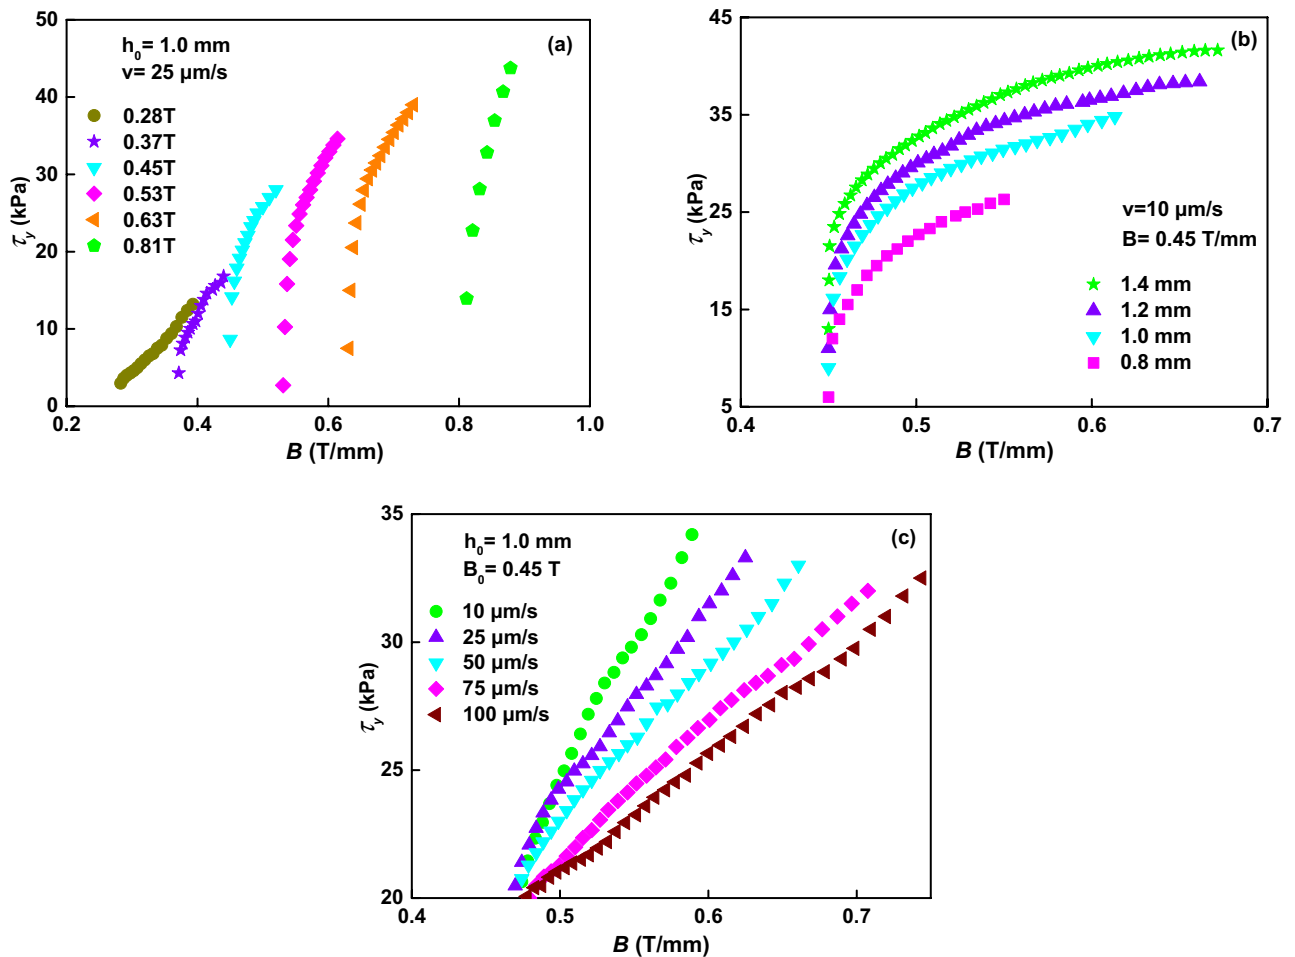 (a)
h₀= 1.0 mm
v= 25 µm/s
0.28T
0.37T
0.45T
0.53T
0.63T
0.81T
50
40
30
20
10
0
τy (kPa)
0.2 0.4 0.6 0.8 1.0
B (T/mm)
(b)
45
35
25
15
5
τy (kPa)
v=10 µm/s
B= 0.45 T/mm
1.4 mm
1.2 mm
1.0 mm
0.8 mm
0.4 0.5 0.6 0.7
B (T/mm)
(c)
h₀= 1.0 mm
B₀= 0.45 T
10 µm/s
25 µm/s
50 µm/s
75 µm/s
100 µm/s
35
30
25
20
τy (kPa)
0.4 0.5 0.6 0.7
B (T/mm)